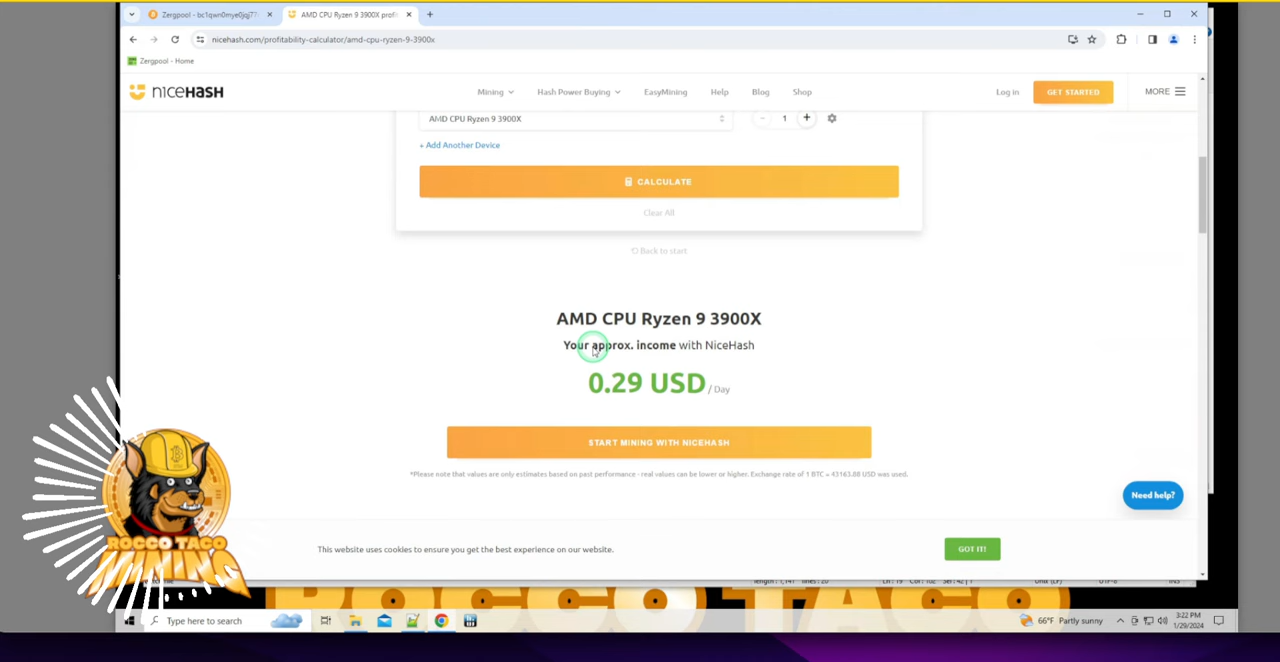 Zergpool - bc1qwn0mye0jqj7?
AMD CPU Ryzen 9 3900X profi
nicehash.com/profitability-calculator/amd-cpu-ryzen-9-3900x
Zergpool - Home
NICEHASH
Mining
Hash Power Buying
EasyMining
Help
Blog
Shop
Log in
GET STARTED
MORE
AMD CPU Ryzen 9 3900X
1
+ Add Another Device
CALCULATE
Clear All
Back to start
AMD CPU Ryzen 9 3900X
Your approx. income with NiceHash
0.29 USD / Day
START MINING WITH NICEHASH
*Please note that values are only estimates based on past performance - real values can be lower or higher. Exchange rate of 1 BTC = 43163.88 USD was used.
Need help?
This website uses cookies to ensure you get the best experience on our website.
GOT IT!
ROCCO TACO
MINING
ROCCO TACO
Type here to search
66°F Partly sunny
3:22 PM
1/29/2024